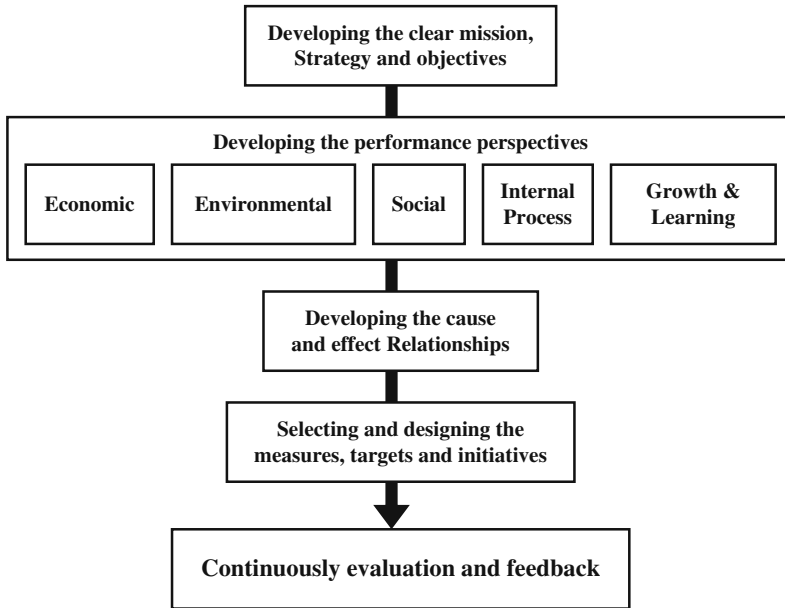 Developing the clear mission,
Strategy and objectives
Developing the performance perspectives
Economic
Environmental
Social
Internal
Process
Growth &
Learning
Developing the cause
and effect Relationships
Selecting and designing the
measures, targets and initiatives
Continuously evaluation and feedback